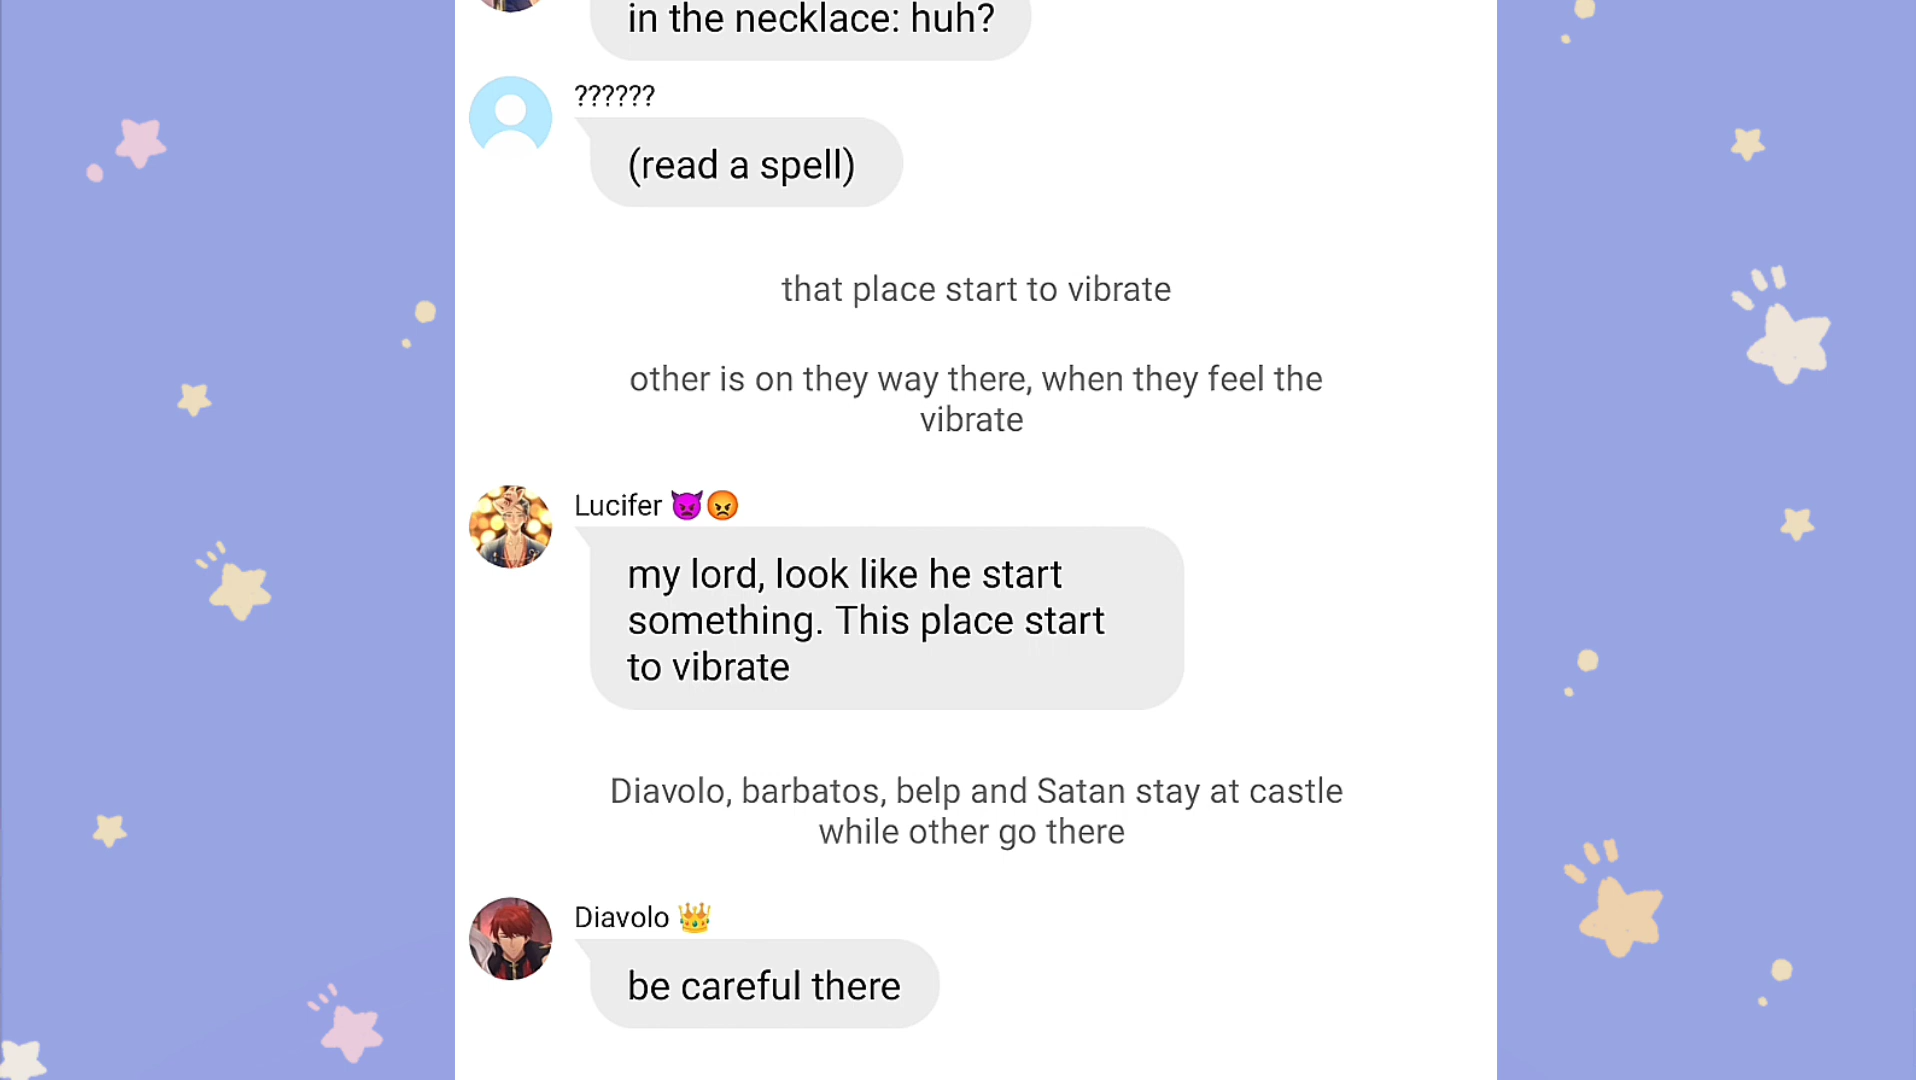 in the necklace: huh?
??????
(read a spell)
that place start to vibrate
other is on they way there, when they feel the
vibrate
Lucifer 👿😡
my lord, look like he start
something. This place start
to vibrate
Diavolo, barbatos, belp and Satan stay at castle
while other go there
Diavolo 👑
be careful there